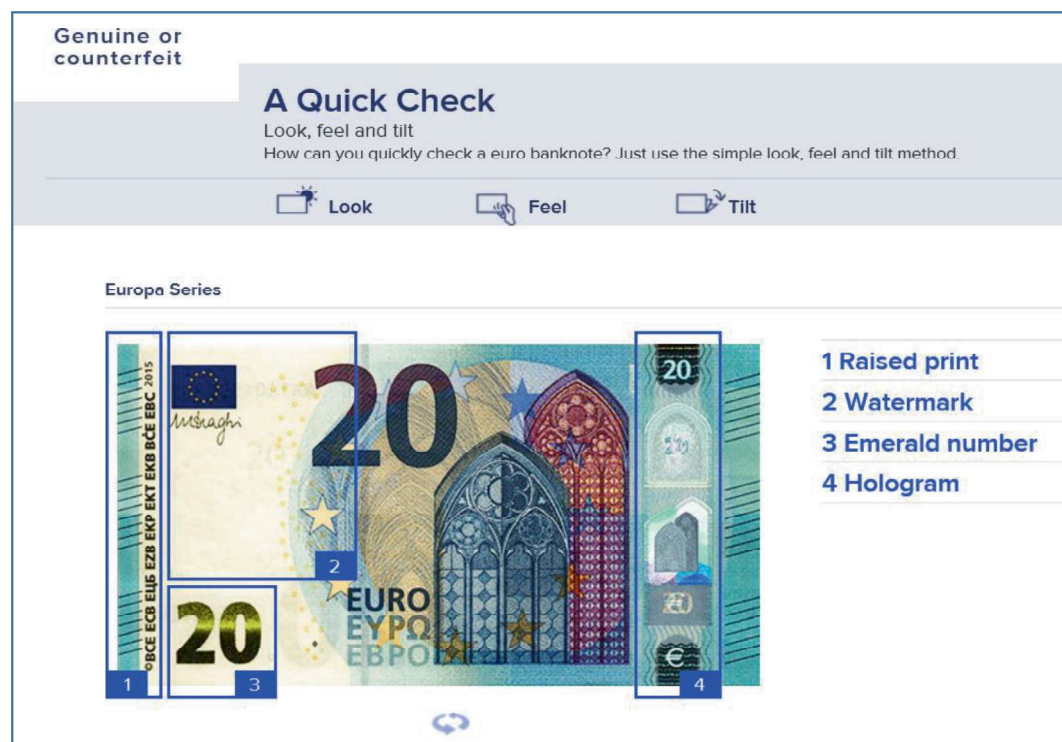 Genuine or
counterfeit
A Quick Check
Look, feel and tilt
How can you quickly check a euro banknote? Just use the simple look, feel and tilt method.
Look
Feel
Tilt
Europa Series
©BCE ECB ЕЦБ EZB EKP EKT EKB BĊE EBC 2015
20
20
20
20
EURO
ΕΥΡΩ
ЕВРО
€
1
2
3
4
1 Raised print
2 Watermark
3 Emerald number
4 Hologram